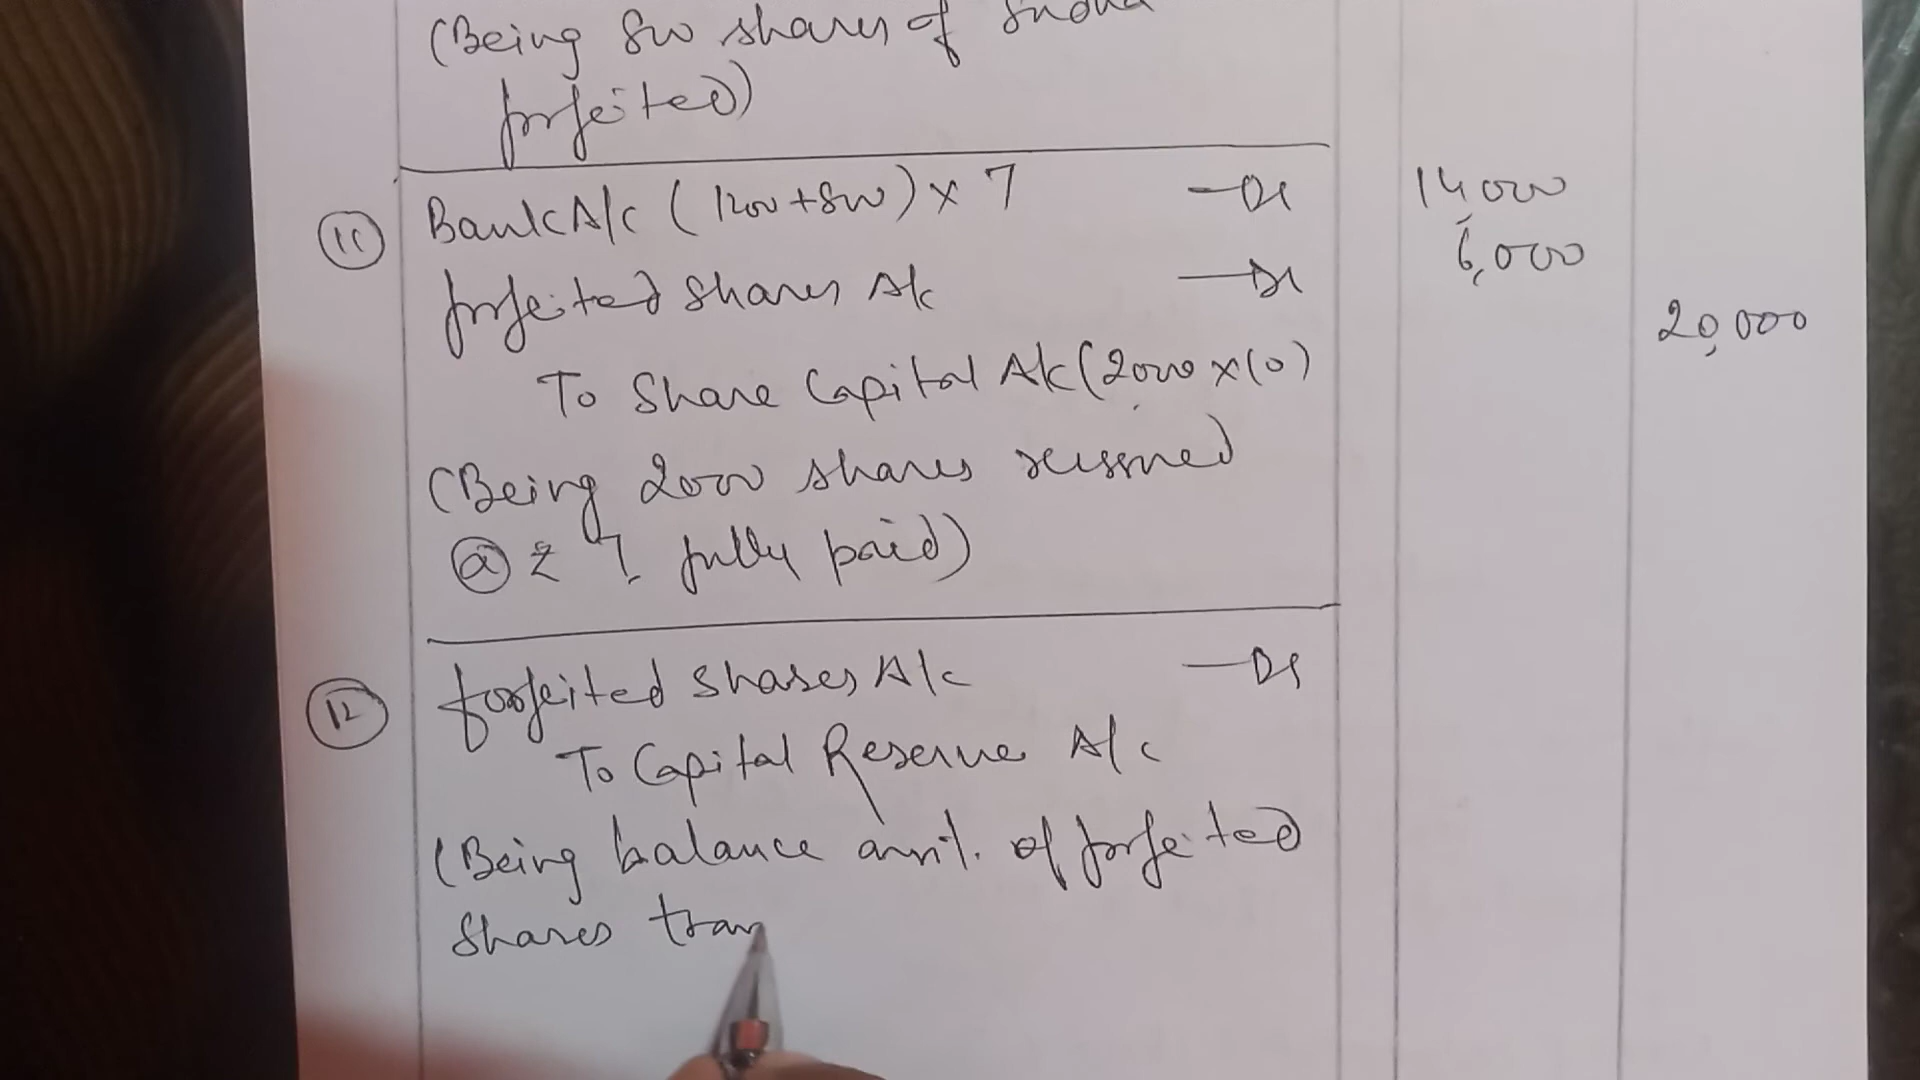 (Being 800 shares of
forfeited)
11 Bank A/c (1200+800) x 7 —Dr 14,000
forfeited shares A/c —Dr 6,000
To Share Capital A/c (2000 x 10) 20,000
(Being 2000 shares reissued
@ ₹ 7 fully paid)
12 forfeited shares A/c —Dr
To Capital Reserve A/c
(Being balance amt. of forfeited
shares tran